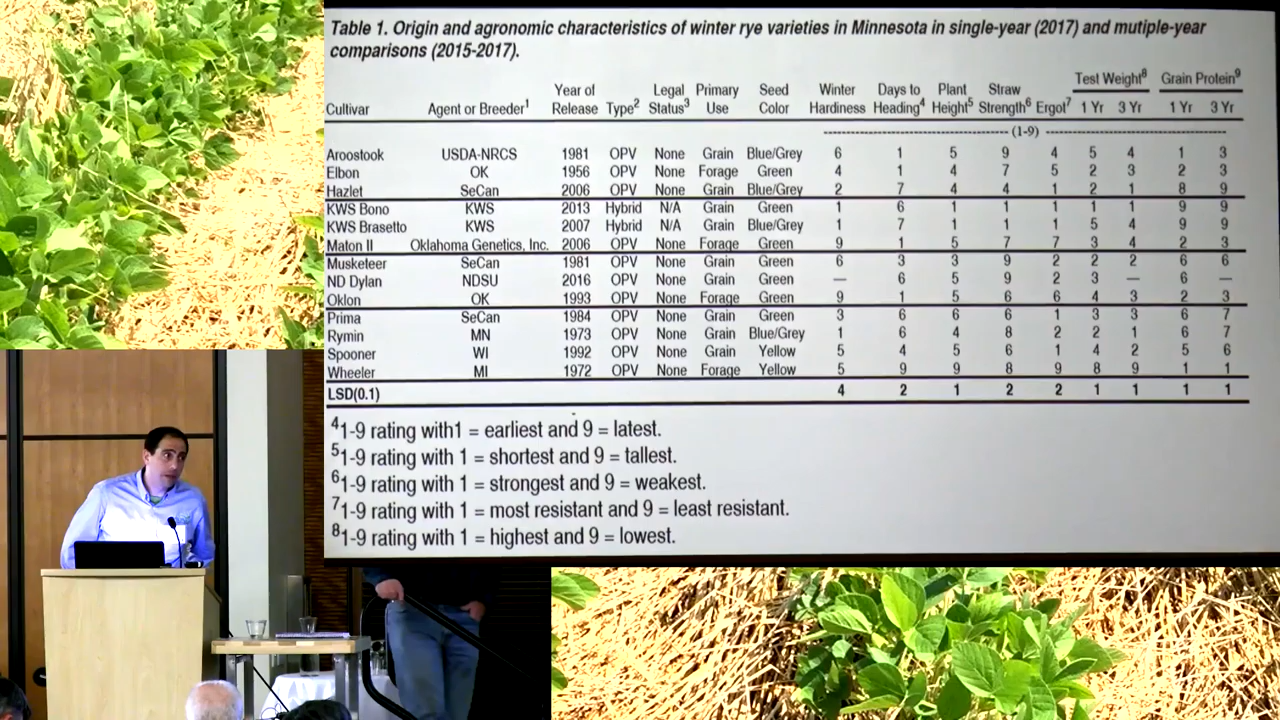 Table 1. Origin and agronomic characteristics of winter rye varieties in Minnesota in single-year (2017) and mutiple-year
comparisons (2015-2017).
Cultivar Agent or Breeder1 Year of Release Type2 Legal Status3 Primary Use Seed Color Winter Hardiness Days to Heading4 Plant Height5 Straw Strength6 Ergot7 Test Weight8 1 Yr 3 Yr Grain Protein9 1 Yr 3 Yr
(1-9)
Aroostook USDA-NRCS 1981 OPV None Grain Blue/Grey 6 1 5 9 4 5 4 1 3
Elbon OK 1956 OPV None Forage Green 4 1 4 7 5 2 3 2 3
Hazlet SeCan 2006 OPV None Grain Blue/Grey 2 7 4 4 1 2 1 8 9
KWS Bono KWS 2013 Hybrid N/A Grain Green 1 6 1 1 1 1 1 9 9
KWS Brasetto KWS 2007 Hybrid N/A Grain Blue/Grey 1 7 1 1 1 5 4 9 9
Maton II Oklahoma Genetics, Inc. 2006 OPV None Forage Green 9 1 5 7 7 3 4 2 3
Musketeer SeCan 1981 OPV None Grain Green 6 3 3 9 2 2 2 6 6
ND Dylan NDSU 2016 OPV None Grain Green — 6 5 9 2 3 — 6 —
Oklon OK 1993 OPV None Forage Green 9 1 5 6 6 4 3 2 3
Prima SeCan 1984 OPV None Grain Green 3 6 6 6 1 3 3 6 7
Rymin MN 1973 OPV None Grain Blue/Grey 1 6 4 8 2 2 1 6 7
Spooner WI 1992 OPV None Grain Yellow 5 4 5 6 1 4 2 5 6
Wheeler MI 1972 OPV None Forage Yellow 5 9 9 8 9 8 9 1 1
LSD(0.1) 4 2 1 2 2 1 1 1 1
41-9 rating with1 = earliest and 9 = latest.
51-9 rating with 1 = shortest and 9 = tallest.
61-9 rating with 1 = strongest and 9 = weakest.
71-9 rating with 1 = most resistant and 9 = least resistant.
81-9 rating with 1 = highest and 9 = lowest.